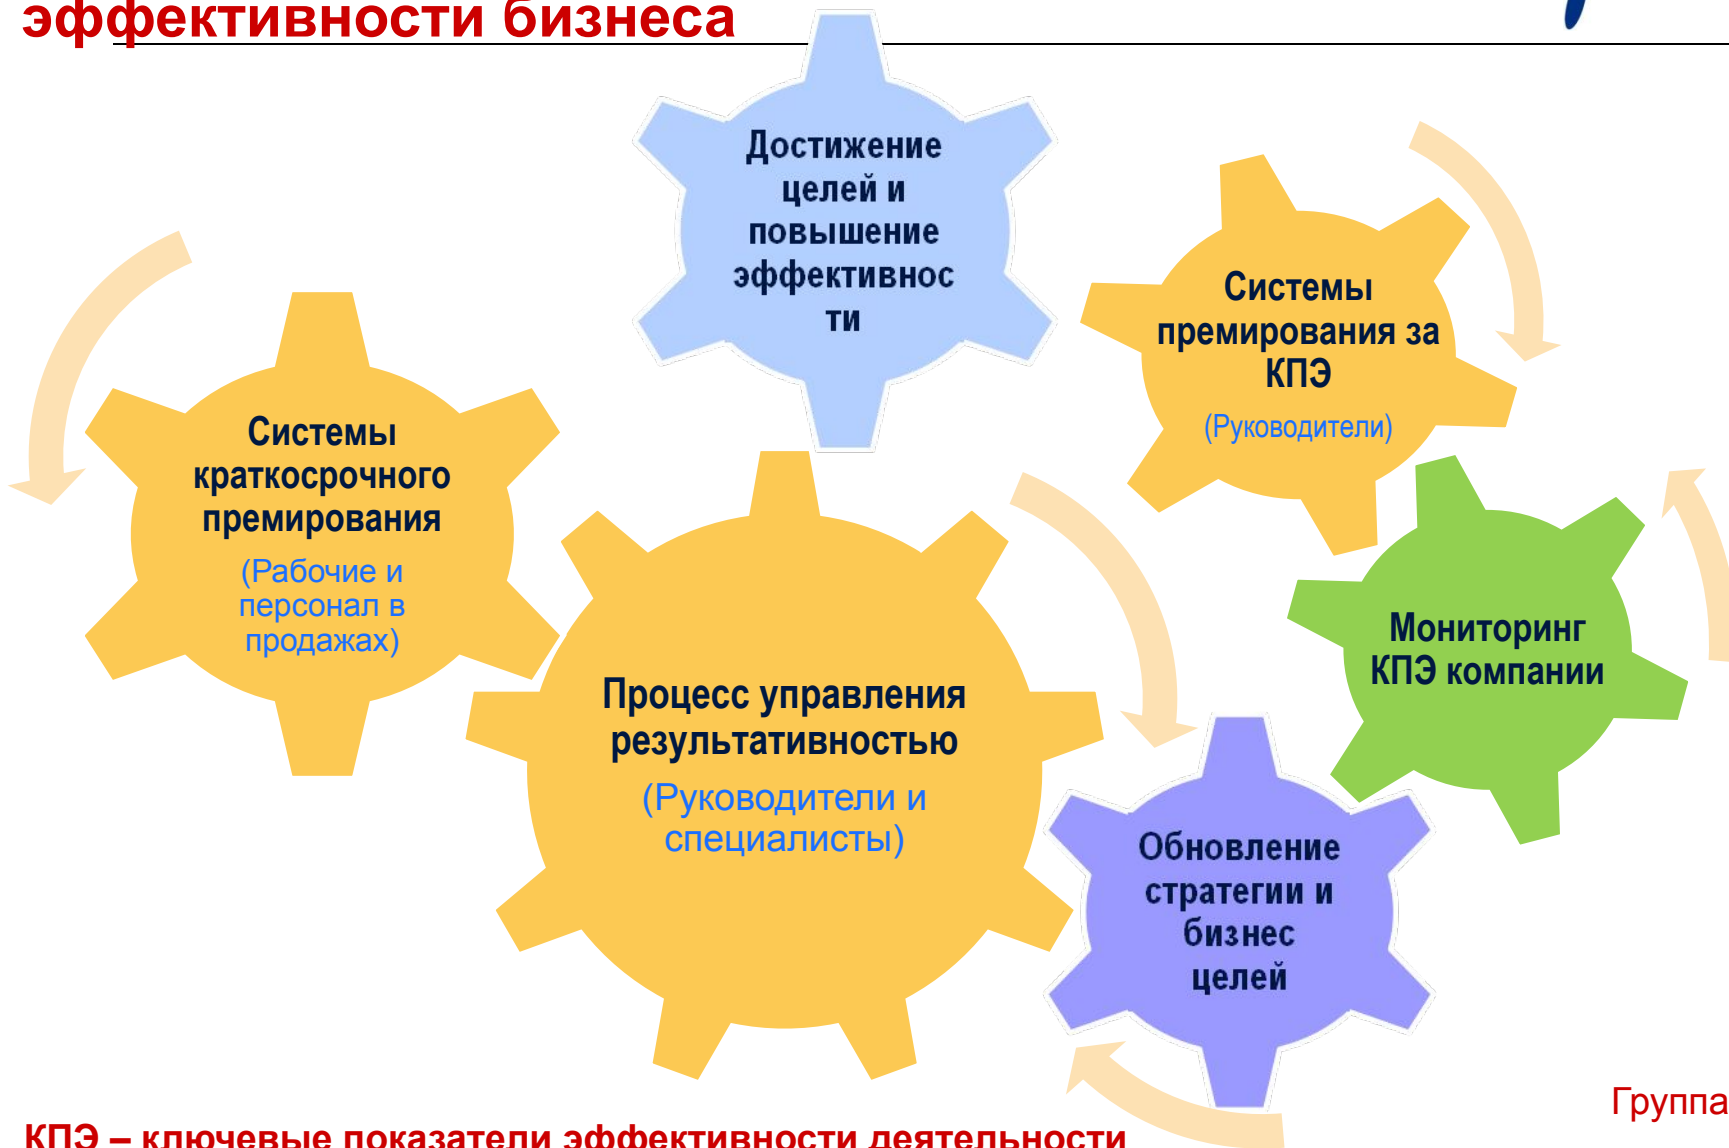 эффективности бизнеса
Достижение
целей и
повышение
эффективнос
ти
Системы
премирования за
КПЭ
(Руководители)
Системы
краткосрочного
премирования
(Рабочие и
персонал в
продажах)
Процесс управления
результативностью
(Руководители и
специалисты)
Мониторинг
КПЭ компании
Обновление
стратегии и
бизнес
целей
Группа
КПЭ – ключевые показатели эффективности деятельности